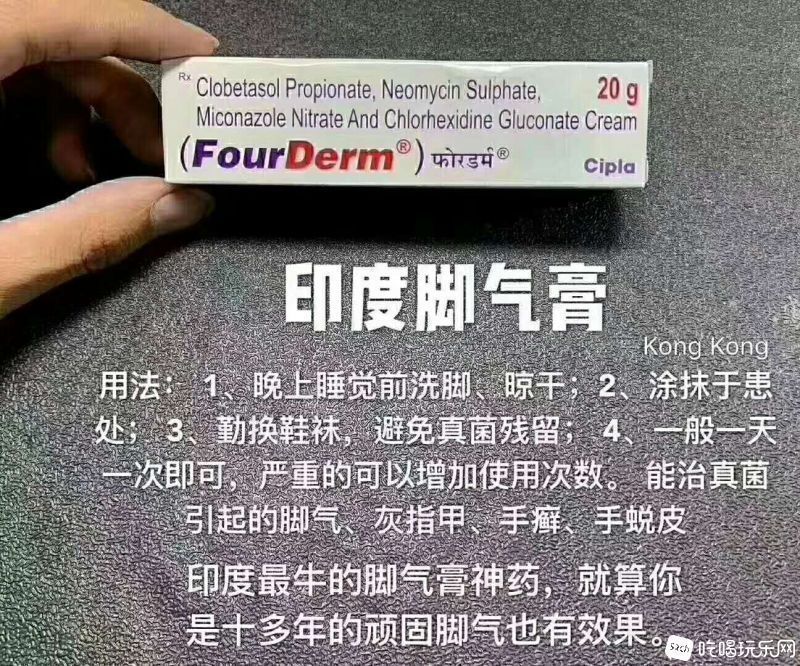 Rx Clobetasol Propionate, Neomycin Sulphate, 20 g
Miconazole Nitrate And Chlorhexidine Gluconate Cream
(FourDerm®) फोरडर्म® Cipla
印度脚气膏
Kong Kong
用法： 1、晚上睡觉前洗脚、晾干；2、涂抹于患
处； 3、勤换鞋袜，避免真菌残留； 4、一般一天
一次即可，严重的可以增加使用次数。 能治真菌
引起的脚气、灰指甲、手癣、手蜕皮
印度最牛的脚气膏神药，就算你
是十多年的顽固脚气也有效果。
52ch 吃喝玩乐网